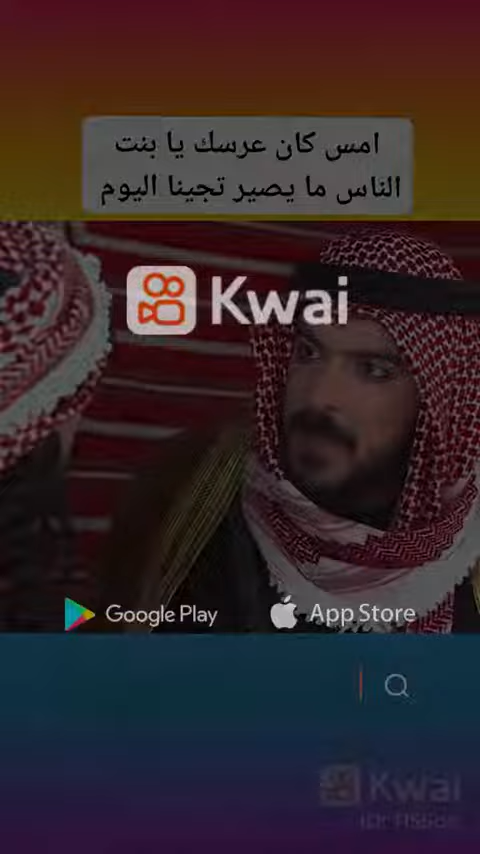 امس كان عرسك يا بنت
الناس ما يصير تجينا اليوم
Kwai
Google Play
App Store
Kwai